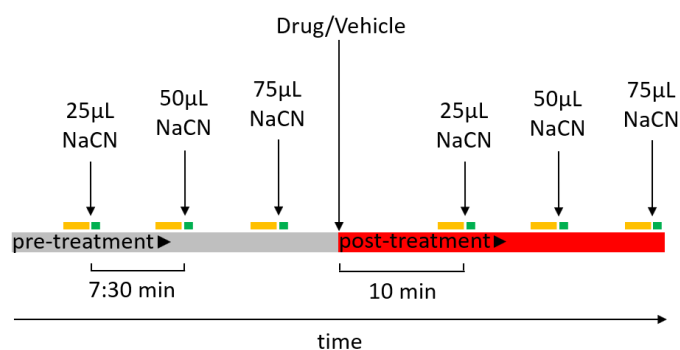 Drug/Vehicle
25µL
NaCN
50µL
NaCN
75µL
NaCN
25µL
NaCN
50µL
NaCN
75µL
NaCN
pre-treatment►
post-treatment►
7:30 min
10 min
time